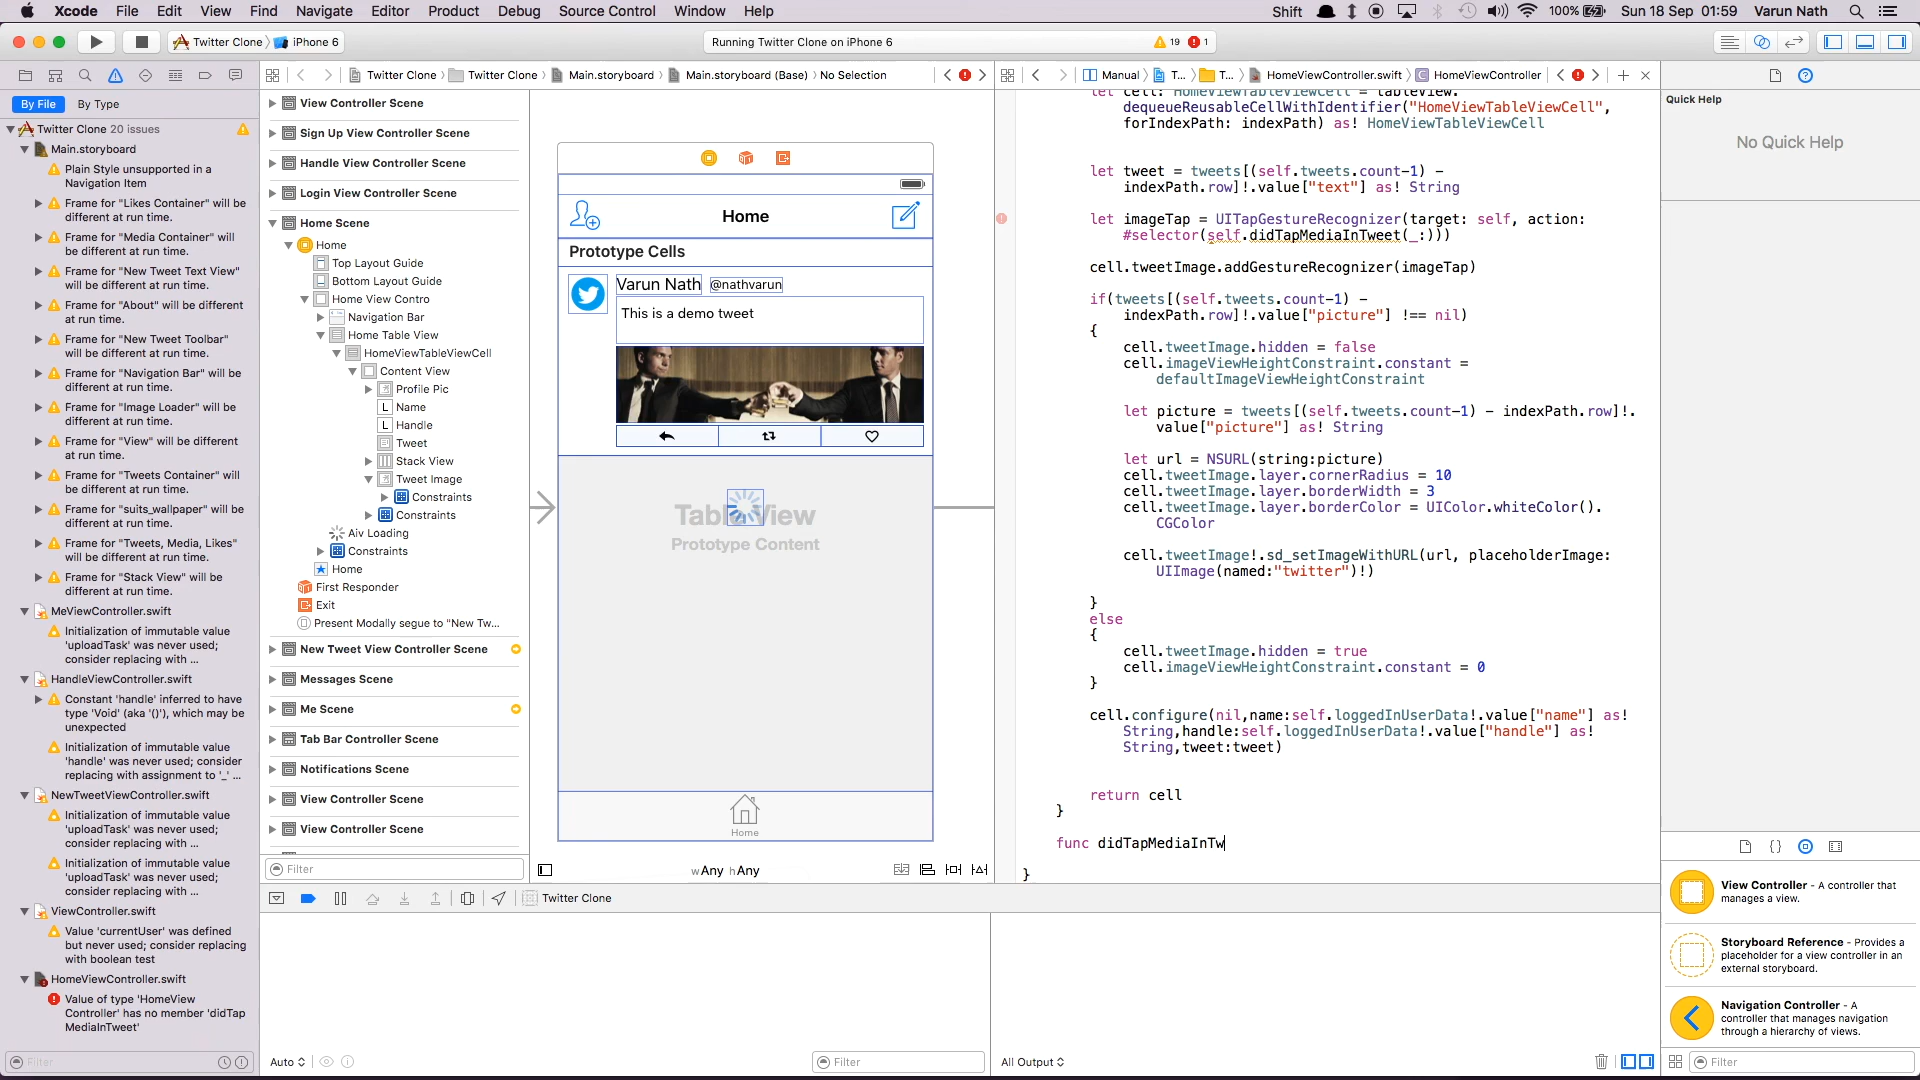 Xcode File Edit View Find Navigate Editor Product Debug Source Control Window Help
Shift 100% Sun 18 Sep 01:59 Varun Nath
Twitter Clone iPhone 6
Running Twitter Clone on iPhone 6
19 1
Twitter Clone Twitter Clone Main.storyboard Main.storyboard (Base) No Selection
Manual T... T... HomeViewController.swift HomeViewController
By File By Type
Twitter Clone 20 issues
Main.storyboard
Plain Style unsupported in a
Navigation Item
Frame for "Likes Container" will be
different at run time.
Frame for "Media Container" will
be different at run time.
Frame for "New Tweet Text View"
will be different at run time.
Frame for "About" will be different
at run time.
Frame for "New Tweet Toolbar"
will be different at run time.
Frame for "Navigation Bar" will be
different at run time.
Frame for "Image Loader" will be
different at run time.
Frame for "View" will be different
at run time.
Frame for "Tweets Container" will
be different at run time.
Frame for "suits_wallpaper" will be
different at run time.
Frame for "Tweets, Media, Likes"
will be different at run time.
Frame for "Stack View" will be
different at run time.
MeViewController.swift
Initialization of immutable value
'uploadTask' was never used;
consider replacing with ...
HandleViewController.swift
Constant 'handle' inferred to have
type 'Void' (aka '()'), which may be
unexpected
Initialization of immutable value
'handle' was never used; consider
replacing with assignment to '_' ...
NewTweetViewController.swift
Initialization of immutable value
'uploadTask' was never used;
consider replacing with ...
Initialization of immutable value
'uploadTask' was never used;
consider replacing with ...
ViewController.swift
Value 'currentUser' was defined
but never used; consider replacing
with boolean test
HomeViewController.swift
Value of type 'HomeView
Controller' has no member 'didTap
MediaInTweet'
Filter
View Controller Scene
Sign Up View Controller Scene
Handle View Controller Scene
Login View Controller Scene
Home Scene
Home
Top Layout Guide
Bottom Layout Guide
Home View Contro
Navigation Bar
Home Table View
HomeViewTableViewCell
Content View
Profile Pic
L Name
L Handle
Tweet
Stack View
Tweet Image
Constraints
Constraints
Aiv Loading
Constraints
Home
First Responder
Exit
Present Modally segue to "New Tw...
New Tweet View Controller Scene
Messages Scene
Me Scene
Tab Bar Controller Scene
Notifications Scene
View Controller Scene
View Controller Scene
Filter
Home
Prototype Cells
Varun Nath @nathvarun
This is a demo tweet
Table View
Prototype Content
Home
wAny hAny
let cell: HomeViewTableViewCell = tableView.
dequeueReusableCellWithIdentifier("HomeViewTableViewCell",
forIndexPath: indexPath) as! HomeViewTableViewCell
let tweet = tweets[(self.tweets.count-1) -
indexPath.row]!.value["text"] as! String
let imageTap = UITapGestureRecognizer(target: self, action:
#selector(self.didTapMediaInTweet(_:)))
cell.tweetImage.addGestureRecognizer(imageTap)
if(tweets[(self.tweets.count-1) -
indexPath.row]!.value["picture"] !== nil)
{
cell.tweetImage.hidden = false
cell.imageViewHeightConstraint.constant =
defaultImageViewHeightConstraint
let picture = tweets[(self.tweets.count-1) - indexPath.row]!.
value["picture"] as! String
let url = NSURL(string:picture)
cell.tweetImage.layer.cornerRadius = 10
cell.tweetImage.layer.borderWidth = 3
cell.tweetImage.layer.borderColor = UIColor.whiteColor().
CGColor
cell.tweetImage!.sd_setImageWithURL(url, placeholderImage:
UIImage(named:"twitter")!)
}
else
{
cell.tweetImage.hidden = true
cell.imageViewHeightConstraint.constant = 0
}
cell.configure(nil,name:self.loggedInUserData!.value["name"] as!
String,handle:self.loggedInUserData!.value["handle"] as!
String,tweet:tweet)
return cell
}
func didTapMediaInTw
}
Twitter Clone
Auto
Filter
All Output
Quick Help
No Quick Help
View Controller - A controller that
manages a view.
Storyboard Reference - Provides a
placeholder for a view controller in an
external storyboard.
Navigation Controller - A
controller that manages navigation
through a hierarchy of views.
Filter